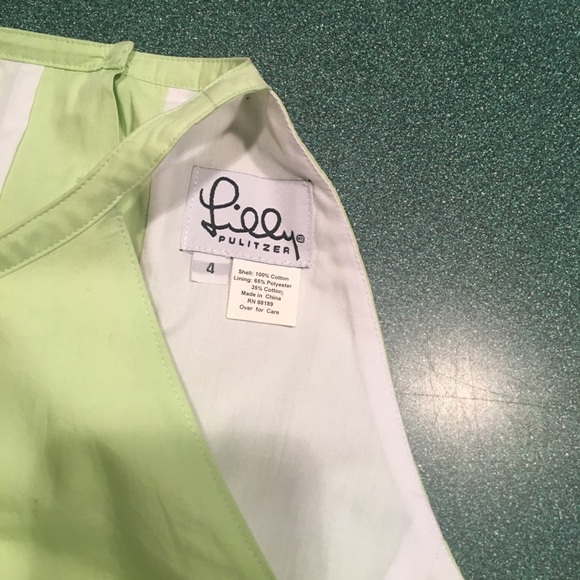 Lilly®
PULITZER
4
Shell: 100% Cotton
Lining: 65% Polyester
35% Cotton
Made in China
RN 88189
Over for Care